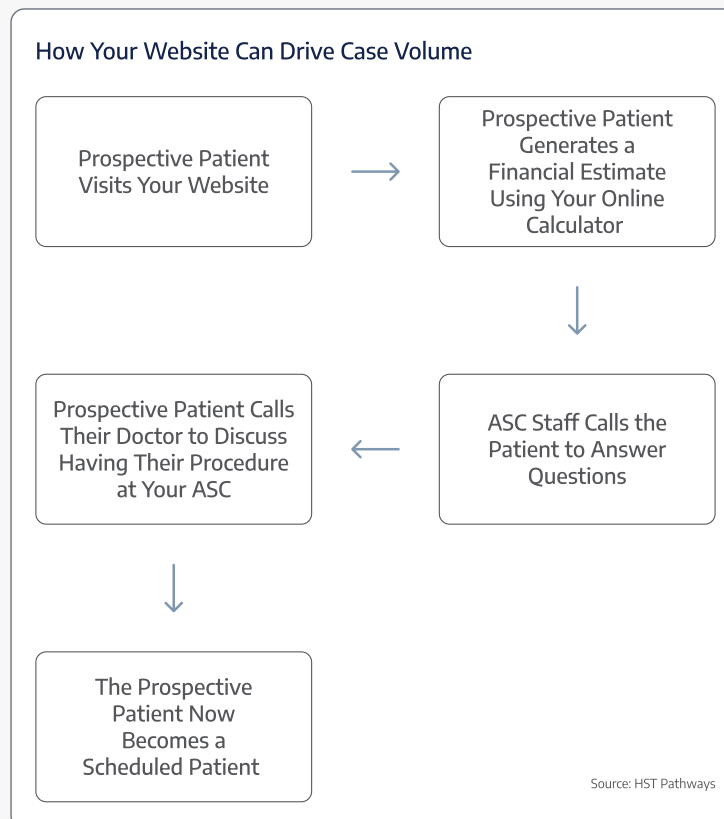 How Your Website Can Drive Case Volume
Prospective Patient
Visits Your Website
Prospective Patient
Generates a
Financial Estimate
Using Your Online
Calculator
ASC Staff Calls the
Patient to Answer
Questions
Prospective Patient Calls
Their Doctor to Discuss
Having Their Procedure
at Your ASC
The Prospective
Patient Now
Becomes a
Scheduled Patient
Source: HST Pathways